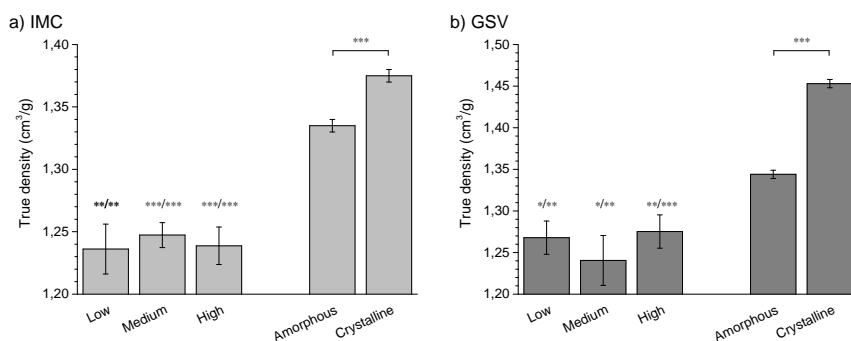 a) IMC
True density (cm³/g)
1,40
1,35
1,30
1,25
1,20
**/**
***/***
***/***
***
Low
Medium
High
Amorphous
Crystalline
b) GSV
True density (cm³/g)
1,50
1,45
1,40
1,35
1,30
1,25
1,20
*/**
*/**
**/***
***
Low
Medium
High
Amorphous
Crystalline